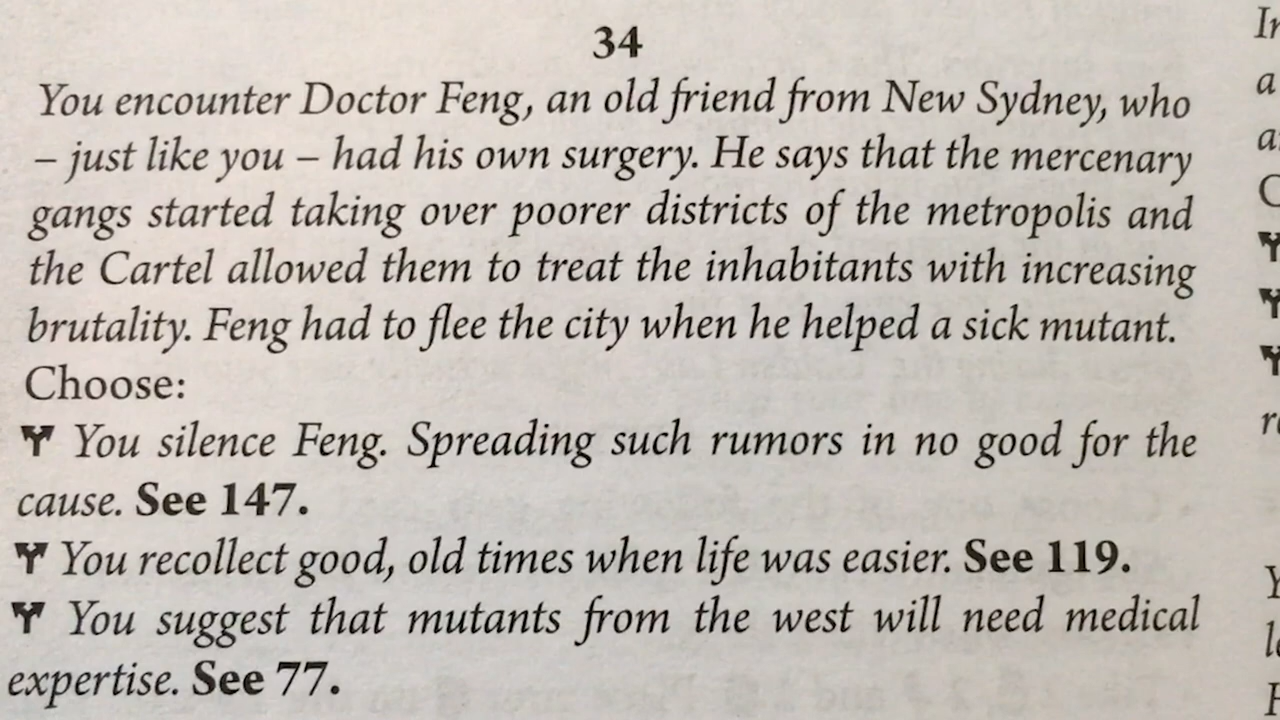 34
You encounter Doctor Feng, an old friend from New Sydney, who
– just like you – had his own surgery. He says that the mercenary
gangs started taking over poorer districts of the metropolis and
the Cartel allowed them to treat the inhabitants with increasing
brutality. Feng had to flee the city when he helped a sick mutant.
Choose:
You silence Feng. Spreading such rumors in no good for the
cause. See 147.
You recollect good, old times when life was easier. See 119.
You suggest that mutants from the west will need medical
expertise. See 77.